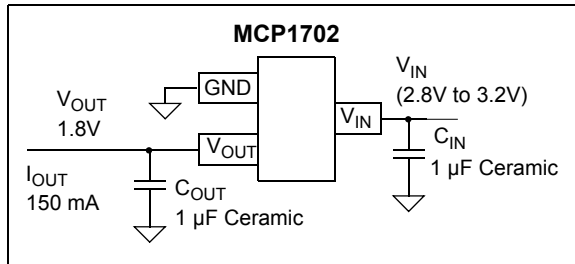 MCP1702
GND
V_IN
(2.8V to 3.2V)
V_OUT
1.8V
V_IN
V_OUT
C_IN
1 µF Ceramic
I_OUT
150 mA
C_OUT
1 µF Ceramic